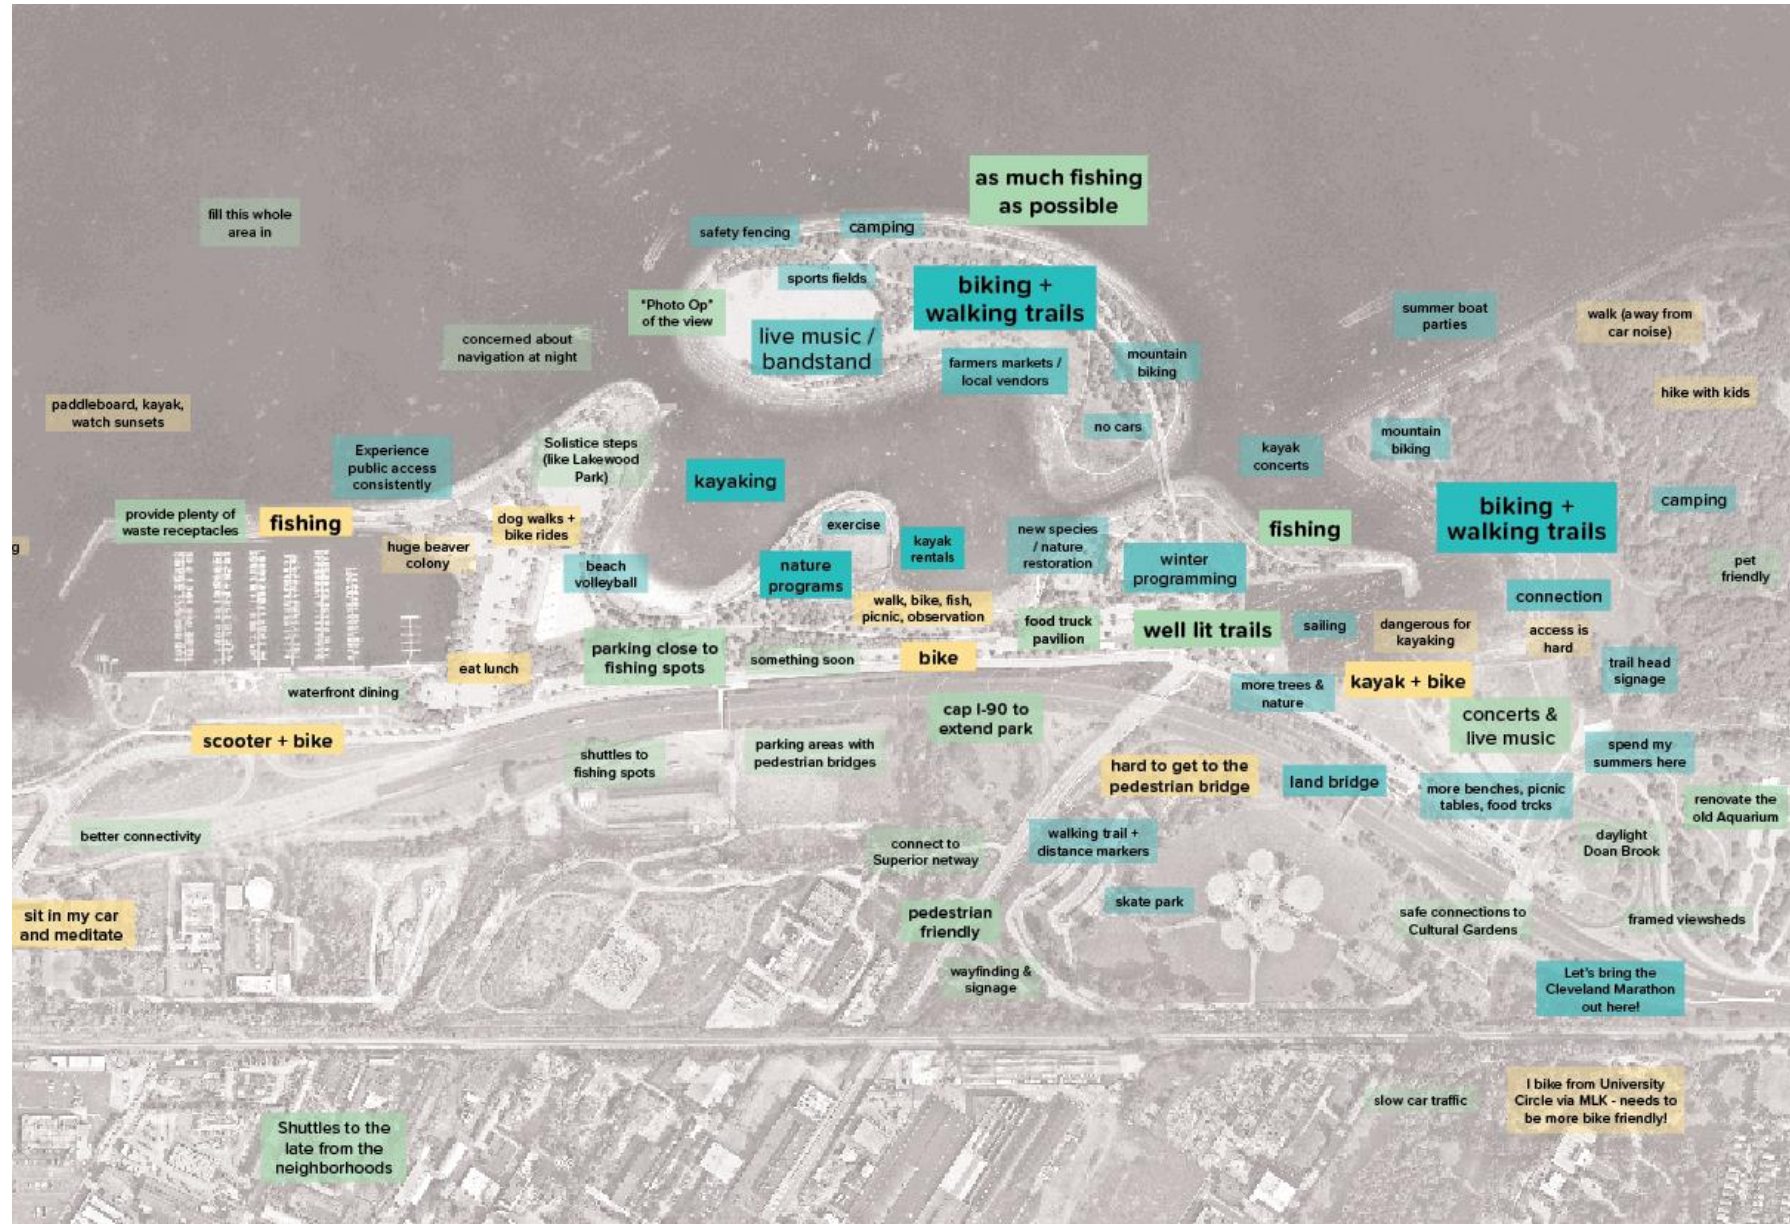 as much fishing
as possible
fill this whole
area in
safety fencing
camping
sports fields
biking +
walking trails
"Photo Op"
of the view
live music /
bandstand
concerned about
navigation at night
farmers markets /
local vendors
mountain
biking
summer boat
parties
walk (away from
car noise)
hike with kids
paddleboard, kayak,
watch sunsets
no cars
mountain
biking
Experience
public access
consistently
Solistice steps
(like Lakewood
Park)
kayaking
kayak
concerts
biking +
walking trails
camping
provide plenty of
waste receptacles
fishing
dog walks +
bike rides
exercise
new species
/ nature
restoration
fishing
g
huge beaver
colony
kayak
rentals
beach
volleyball
nature
programs
winter
programming
pet
friendly
connection
walk, bike, fish,
picnic, observation
food truck
pavilion
well lit trails
sailing
dangerous for
kayaking
access is
hard
parking close to
fishing spots
something soon
bike
eat lunch
trail head
signage
waterfront dining
more trees &
nature
kayak + bike
cap I-90 to
extend park
concerts &
live music
scooter + bike
shuttles to
fishing spots
parking areas with
pedestrian bridges
spend my
summers here
hard to get to the
pedestrian bridge
land bridge
more benches, picnic
tables, food trcks
renovate the
old Aquarium
better connectivity
connect to
Superior netway
walking trail +
distance markers
daylight
Doan Brook
skate park
sit in my car
and meditate
pedestrian
friendly
safe connections to
Cultural Gardens
framed viewsheds
wayfinding &
signage
Let's bring the
Cleveland Marathon
out here!
slow car traffic
I bike from University
Circle via MLK - needs to
be more bike friendly!
Shuttles to the
late from the
neighborhoods